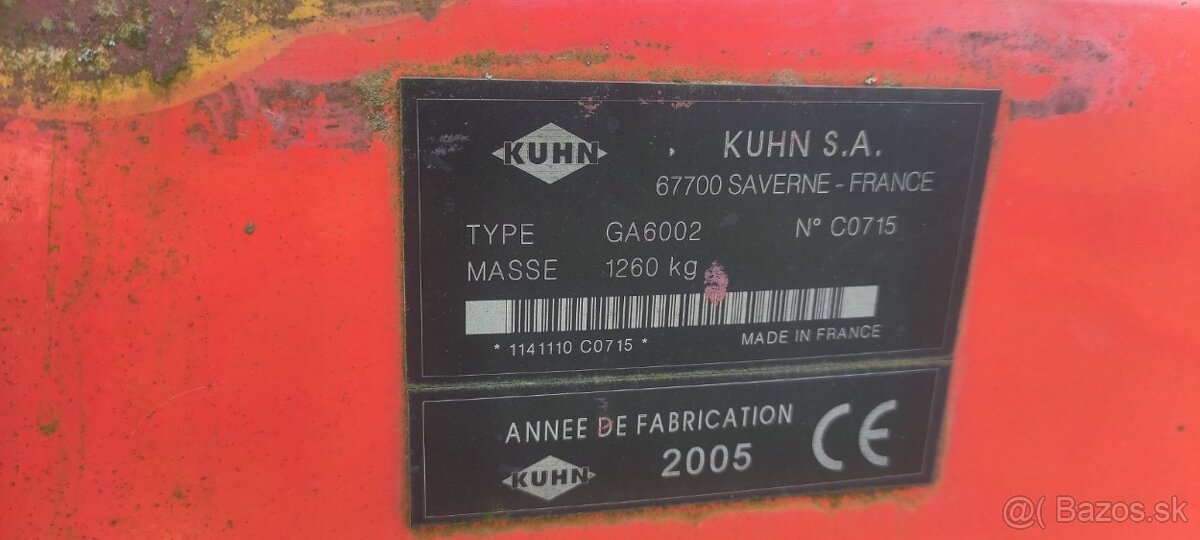 KUHN
KUHN S.A.
67700 SAVERNE - FRANCE
TYPE GA6002 N° C0715
MASSE 1260 kg
* 1141110 C0715 *
MADE IN FRANCE
ANNEE DE FABRICATION
2005
CE
KUHN
@( Bazos.sk